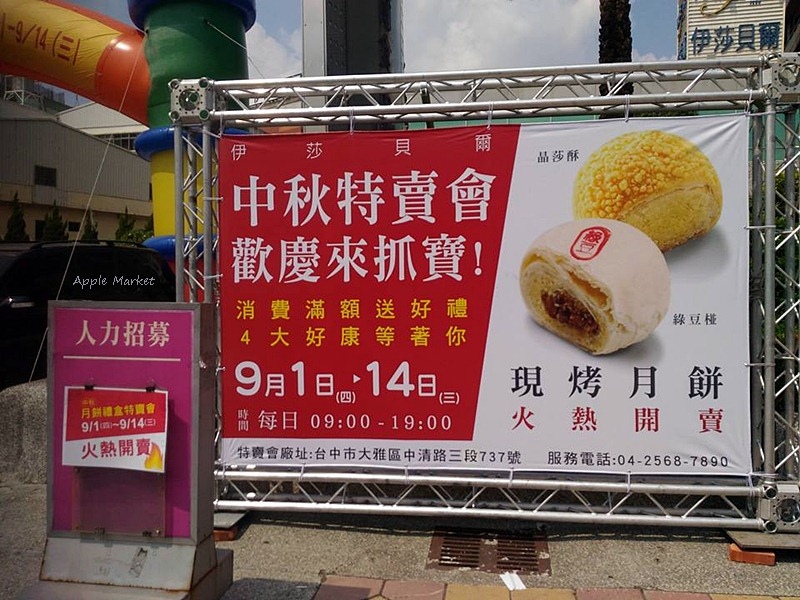 -9/14 (三)
伊莎貝爾
伊莎貝爾
中秋特賣會
歡慶來抓寶!
消費滿額送好禮
4大好康等著你
9月1日(四)▶14日(三)
時間 每日 09:00-19:00
晶莎酥
綠豆椪
現烤月餅
火熱開賣
特賣會廠址:台中市大雅區中清路三段737號 服務電話:04-2568-7890
Apple Market
人力招募
中秋
月餅禮盒特賣會
9/1(四)~9/14(三)
火熱開賣